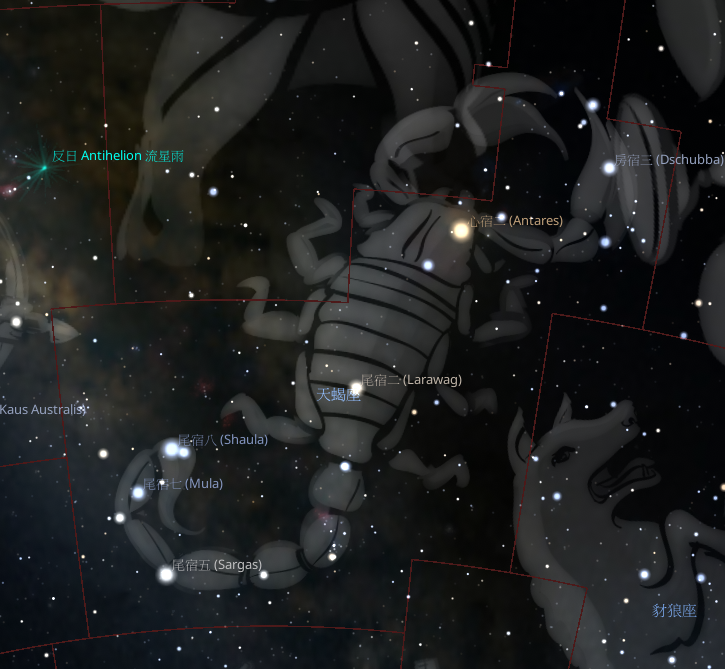 反日 Antihelion 流星雨
房宿三 (Dschubba)
心宿二 (Antares)
尾宿二 (Larawag)
天蝎座
Kaus Australis)
尾宿八 (Shaula)
尾宿七 (Mula)
尾宿五 (Sargas)
豺狼座